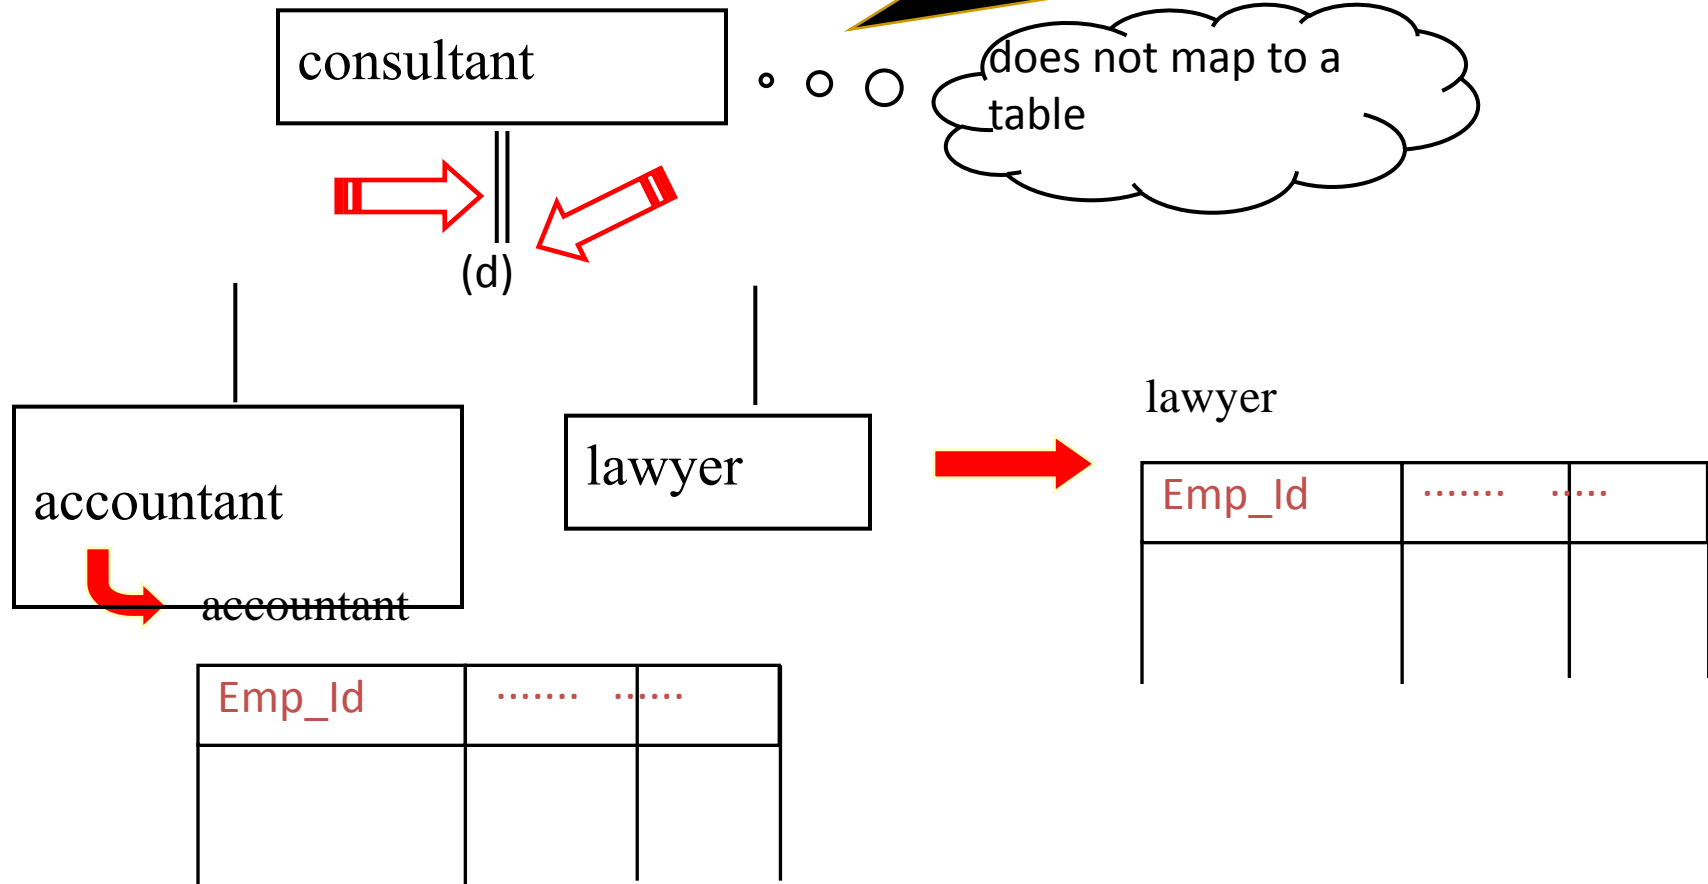 consultant
does not map to a
table
(d)
lawyer
lawyer
accountant
Emp_Id ....... .....
accountant
Emp_Id ....... ......